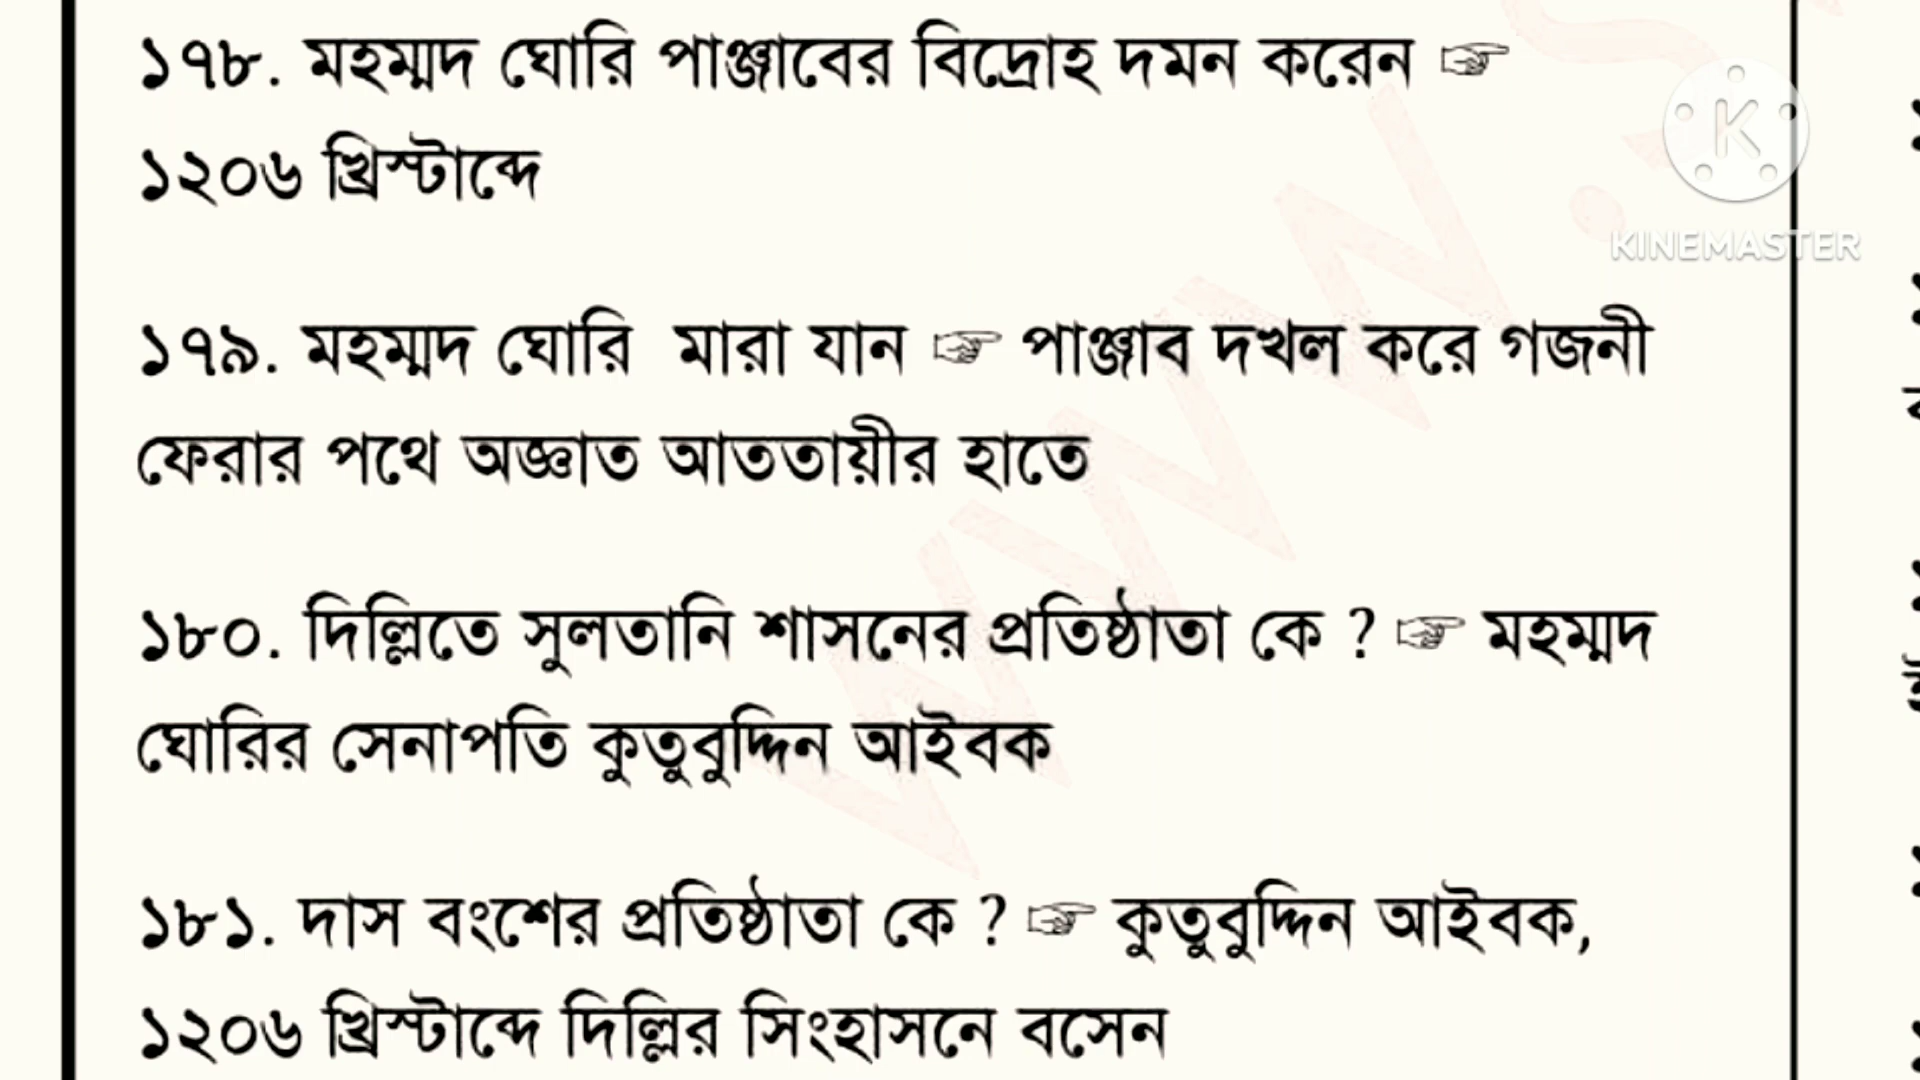 ১৭৮. মহম্মদ ঘোরি পাঞ্জাবের বিদ্রোহ দমন করেন ☞
১২০৬ খ্রিস্টাব্দে
KINEMASTER
১৭৯. মহম্মদ ঘোরি মারা যান ☞ পাঞ্জাব দখল করে গজনী
ফেরার পথে অজ্ঞাত আততায়ীর হাতে
১৮০. দিল্লিতে সুলতানি শাসনের প্রতিষ্ঠাতা কে ? ☞ মহম্মদ
ঘোরির সেনাপতি কুতুবুদ্দিন আইবক
১৮১. দাস বংশের প্রতিষ্ঠাতা কে ? ☞ কুতুবুদ্দিন আইবক,
১২০৬ খ্রিস্টাব্দে দিল্লির সিংহাসনে বসেন